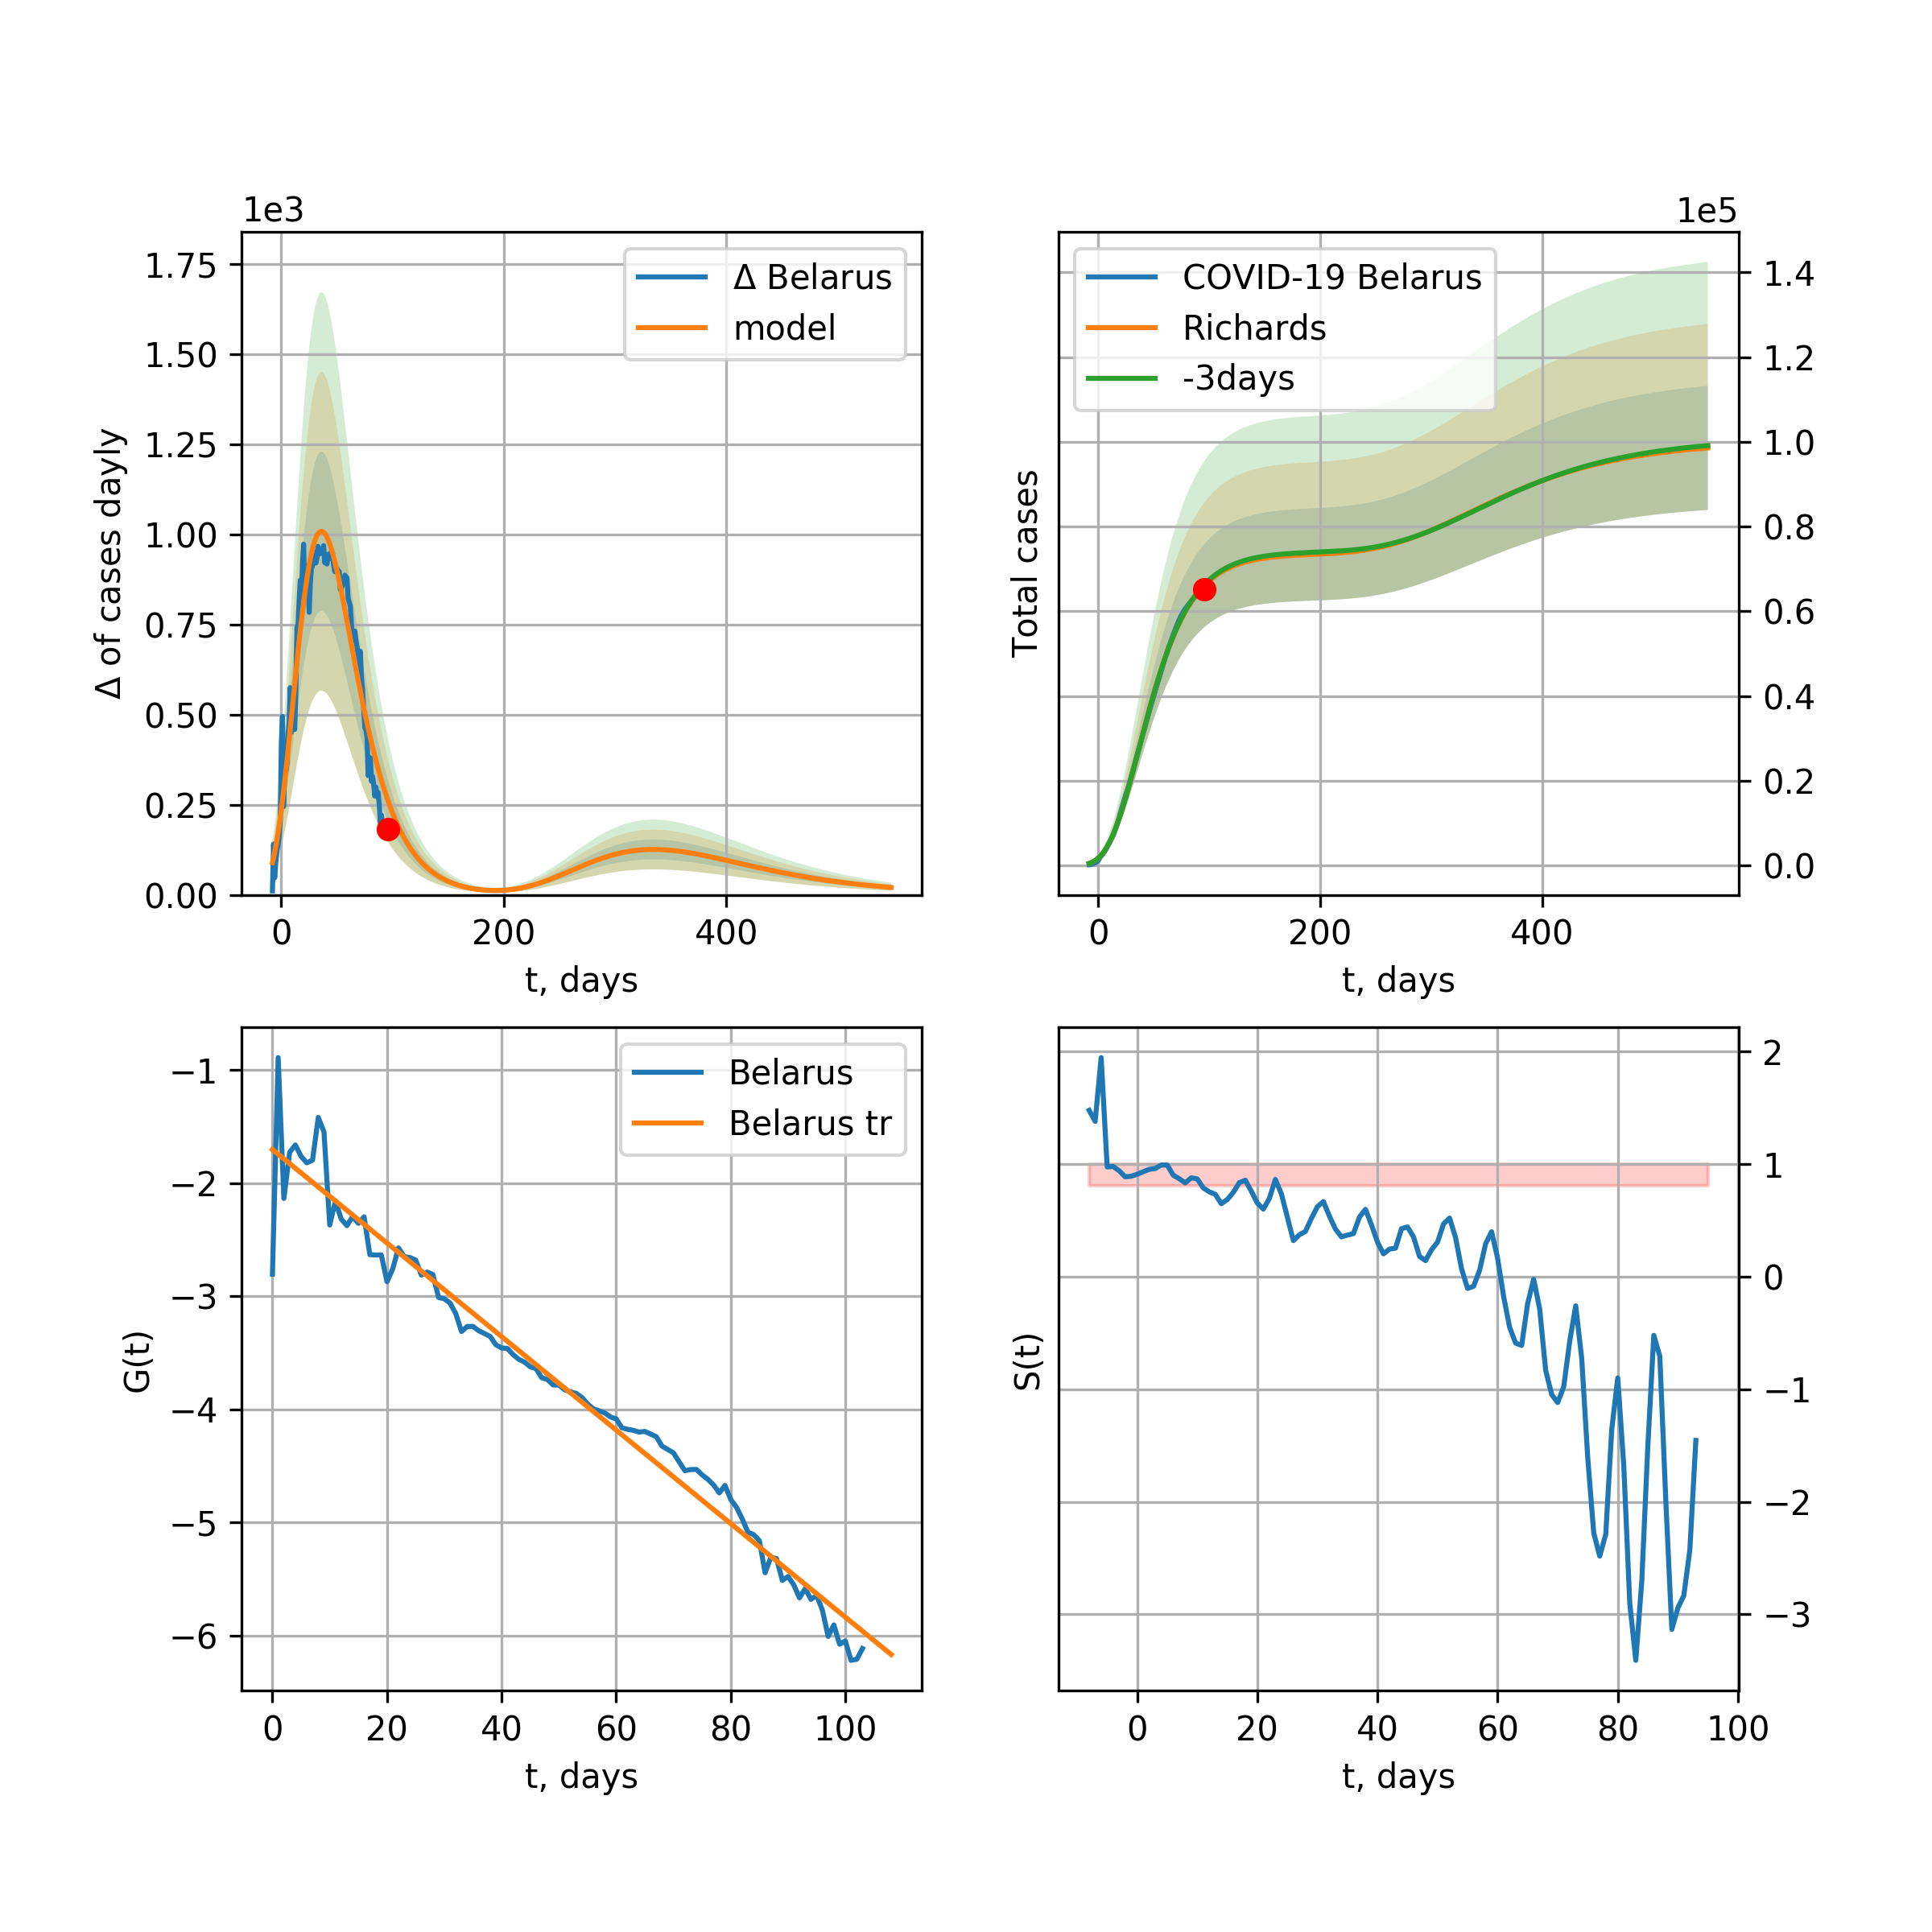 1e3
1.75
1.50
1.25
1.00
0.75
0.50
0.25
0.00
Δ of cases dayly
Δ Belarus
model
0 200 400
t, days
1e5
COVID-19 Belarus
Richards
-3days
Total cases
1.4
1.2
1.0
0.8
0.6
0.4
0.2
0.0
0 200 400
t, days
−1
−2
−3
−4
−5
−6
G(t)
Belarus
Belarus tr
0 20 40 60 80 100
t, days
S(t)
2
1
0
−1
−2
−3
0 20 40 60 80 100
t, days